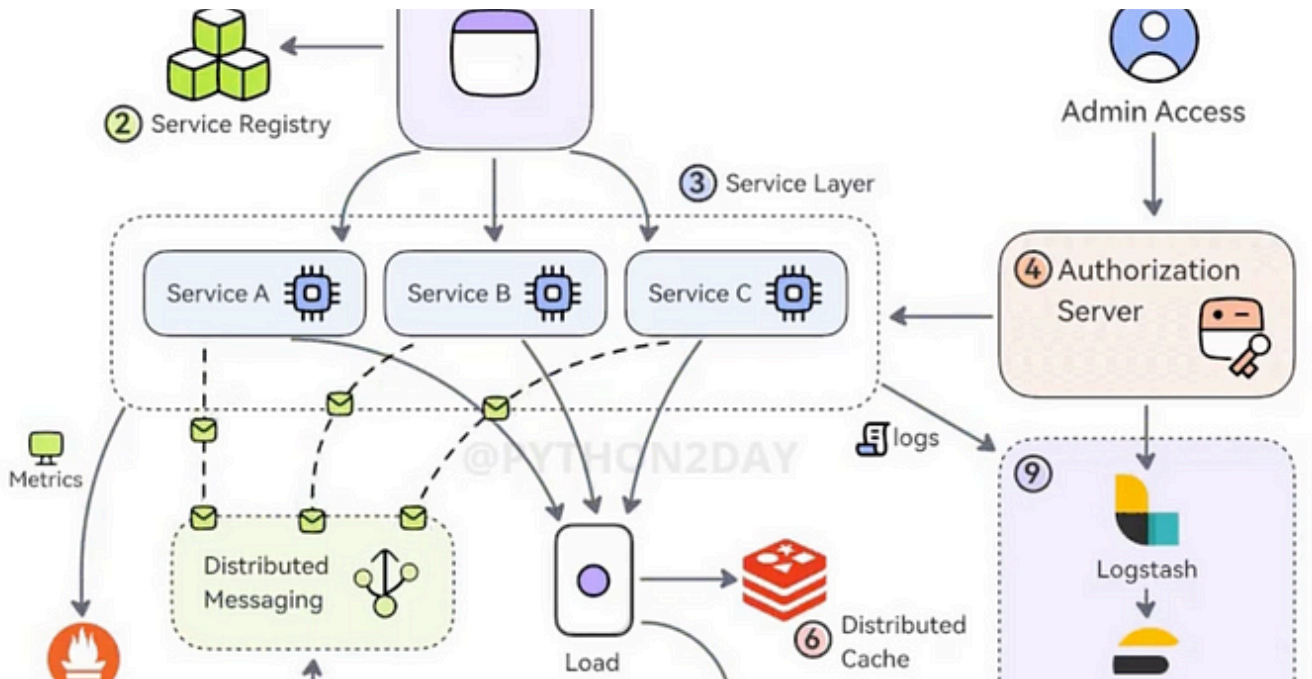 2 Service Registry
Admin Access
3 Service Layer
Service A
Service B
Service C
4 Authorization
Server
Metrics
logs
@PYTHON2DAY
9
Distributed
Messaging
Logstash
Load
6 Distributed
Cache